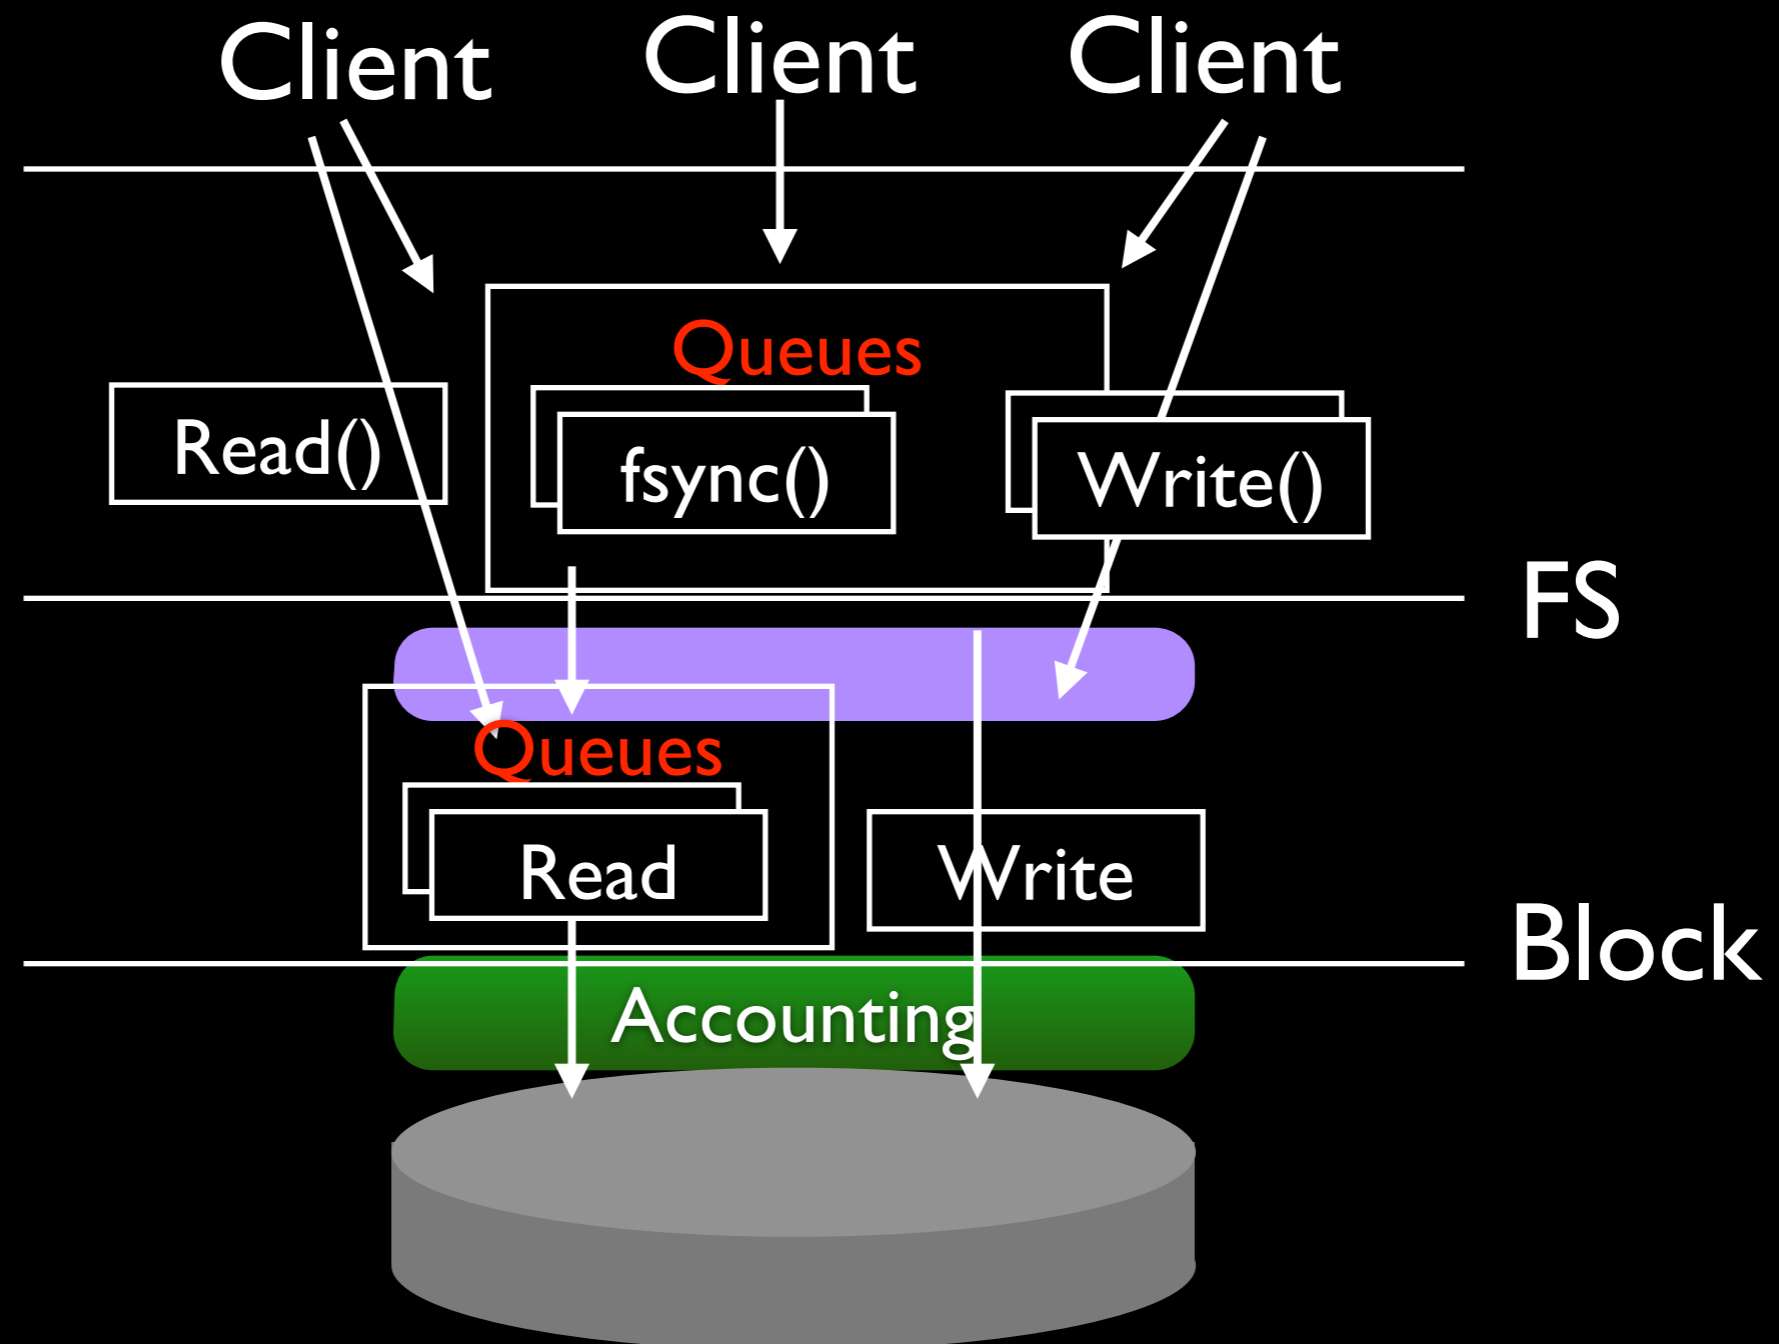 Client
Client
Client
Queues
Read()
fsync()
Write()
FS
Queues
Read
Write
Block
Accounting